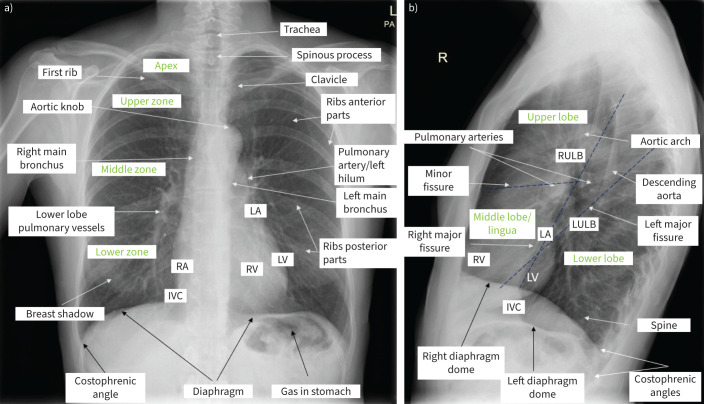 a)
L
PA
Trachea
Spinous process
Apex
First rib
Clavicle
Upper zone
Aortic knob
Ribs anterior
parts
Right main
bronchus
Middle zone
Pulmonary
artery/left
hilum
Left main
bronchus
LA
Lower lobe
pulmonary vessels
Lower zone
Ribs posterior
parts
RA
RV
LV
IVC
Breast shadow
Costophrenic
angle
Diaphragm
Gas in stomach
b)
R
Upper lobe
Pulmonary arteries
Aortic arch
RULB
Minor
fissure
Descending
aorta
Middle lobe/
lingua
LULB
Left major
fissure
Right major
fissure
LA
RV
Lower lobe
LV
IVC
Spine
Right diaphragm
dome
Left diaphragm
dome
Costophrenic
angles